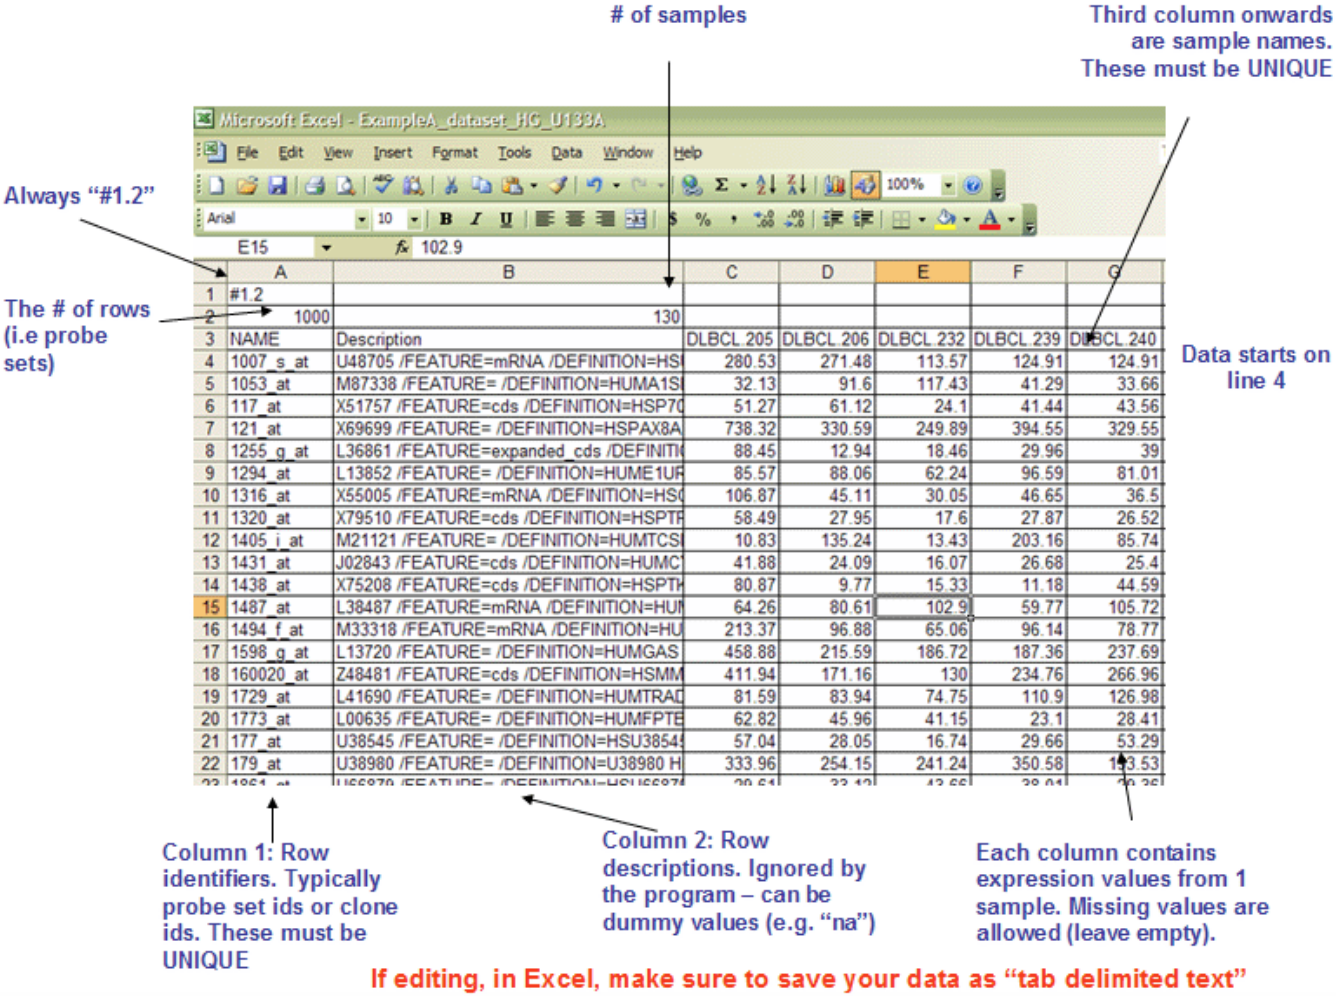 # of samples
Third column onwards
are sample names.
These must be UNIQUE
Microsoft Excel - ExampleA_dataset_HG_U133A
File Edit View Insert Format Tools Data Window Help
100%
Arial 10 B I U $ % ,
E15 fx 102.9
Always “#1.2”
The # of rows
(i.e probe
sets)
Data starts on
line 4
A B C D E F G
1 #1.2
2 1000 130
3 NAME Description DLBCL.205 DLBCL.206 DLBCL.232 DLBCL.239 DLBCL.240
4 1007_s_at U48705 /FEATURE=mRNA /DEFINITION=HS 280.53 271.48 113.57 124.91 124.91
5 1053_at M87338 /FEATURE= /DEFINITION=HUMA1S 32.13 91.6 117.43 41.29 33.66
6 117_at X51757 /FEATURE=cds /DEFINITION=HSP70 51.27 61.12 24.1 41.44 43.56
7 121_at X69699 /FEATURE= /DEFINITION=HSPAX8A 738.32 330.59 249.89 394.55 329.55
8 1255_g_at L36861 /FEATURE=expanded_cds /DEFINITI 88.45 12.94 18.46 29.96 39
9 1294_at L13852 /FEATURE= /DEFINITION=HUME1UR 85.57 88.06 62.24 96.59 81.01
10 1316_at X55005 /FEATURE=mRNA /DEFINITION=HS 106.87 45.11 30.05 46.65 36.5
11 1320_at X79510 /FEATURE=cds /DEFINITION=HSPTP 58.49 27.95 17.6 27.87 26.52
12 1405_i_at M21121 /FEATURE= /DEFINITION=HUMTCS 10.83 135.24 13.43 203.16 85.74
13 1431_at J02843 /FEATURE=cds /DEFINITION=HUMC 41.88 24.09 16.07 26.68 25.4
14 1438_at X75208 /FEATURE=cds /DEFINITION=HSPTK 80.87 9.77 15.33 11.18 44.59
15 1487_at L38487 /FEATURE=mRNA /DEFINITION=HU 64.26 80.61 102.9 59.77 105.72
16 1494_f_at M33318 /FEATURE=mRNA /DEFINITION=HU 213.37 96.88 65.06 96.14 78.77
17 1598_g_at L13720 /FEATURE= /DEFINITION=HUMGAS 458.88 215.59 186.72 187.36 237.69
18 160020_at Z48481 /FEATURE=cds /DEFINITION=HSMM 411.94 171.16 130 234.76 266.96
19 1729_at L41690 /FEATURE= /DEFINITION=HUMTRAD 81.59 83.94 74.75 110.9 126.98
20 1773_at L00635 /FEATURE= /DEFINITION=HUMFPTE 62.82 45.96 41.15 23.1 28.41
21 177_at U38545 /FEATURE= /DEFINITION=HSU3854 57.04 28.05 16.74 29.66 53.29
22 179_at U38980 /FEATURE= /DEFINITION=U38980 H 333.96 254.15 241.24 350.58 .53
Column 1: Row
identifiers. Typically
probe set ids or clone
ids. These must be
UNIQUE
Column 2: Row
descriptions. Ignored by
the program – can be
dummy values (e.g. “na”)
Each column contains
expression values from 1
sample. Missing values are
allowed (leave empty).
If editing, in Excel, make sure to save your data as “tab delimited text”